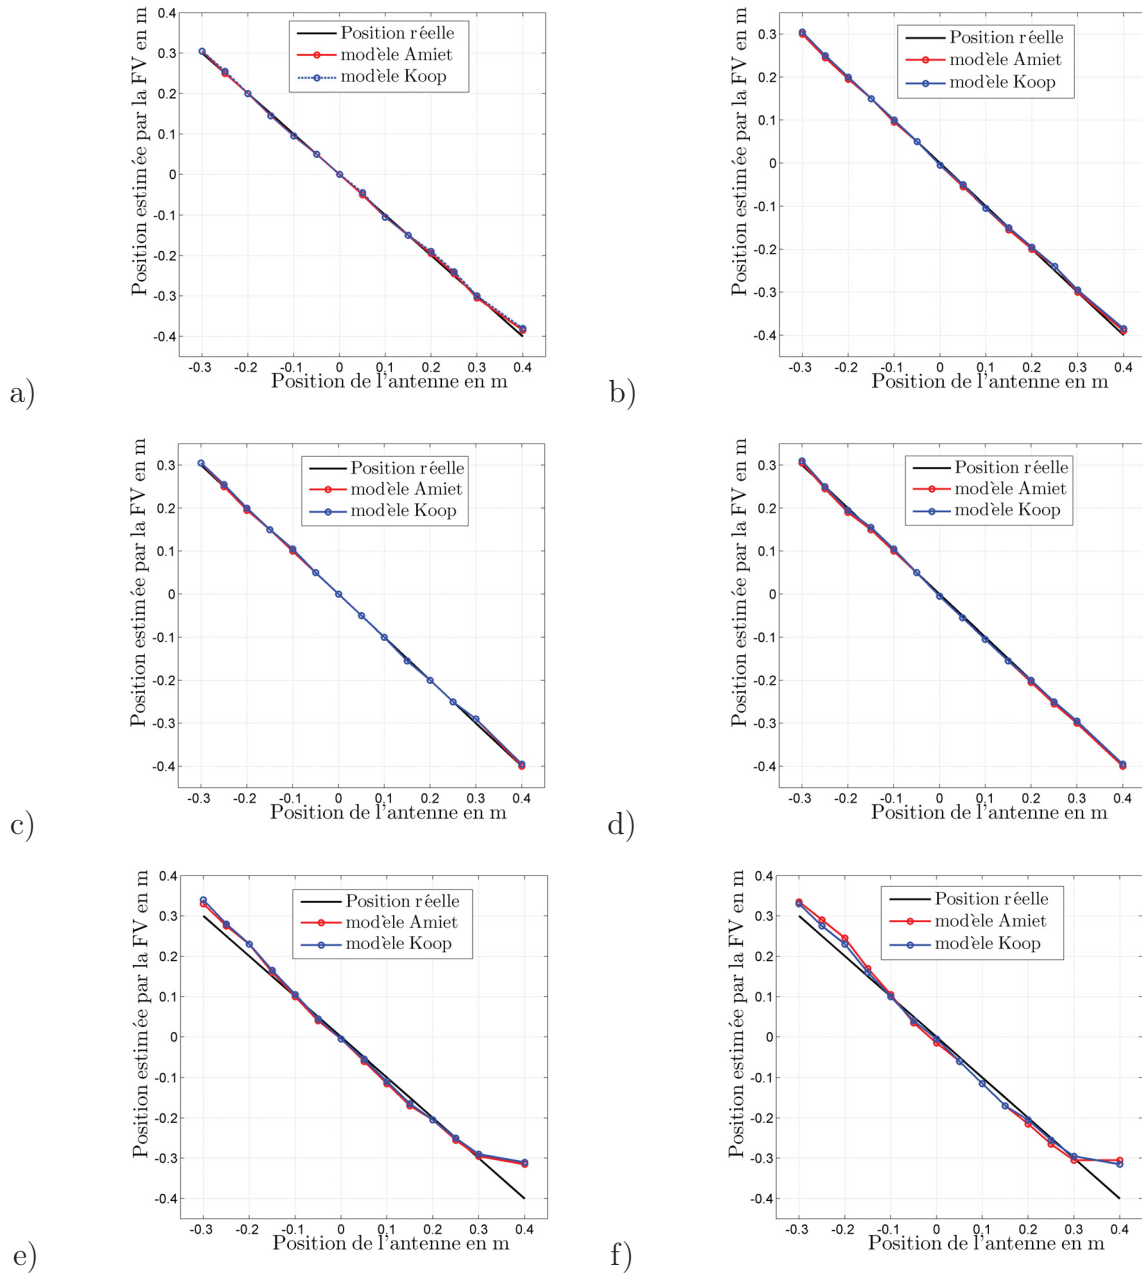 Position estimée par la FV en m
0.4
0.3
0.2
0.1
0
-0.1
-0.2
-0.3
-0.4
Position réelle
modèle Amiet
modèle Koop
-0.3 -0.2 -0.1 0 0.1 0.2 0.3 0.4
Position de l'antenne en m
a)
Position estimée par la FV en m
0.3
0.2
0.1
0
-0.1
-0.2
-0.3
-0.4
Position réelle
modèle Amiet
modèle Koop
-0.3 -0.2 -0.1 0 0.1 0.2 0.3 0.4
Position de l'antenne en m
b)
Position estimée par la FV en m
0.3
0.2
0.1
0
-0.1
-0.2
-0.3
-0.4
Position réelle
modèle Amiet
modèle Koop
-0.3 -0.2 -0.1 0 0.1 0.2 0.3 0.4
Position de l'antenne en m
c)
Position estimée par la FV en m
0.3
0.2
0.1
0
-0.1
-0.2
-0.3
-0.4
Position réelle
modèle Amiet
modèle Koop
-0.3 -0.2 -0.1 0 0.1 0.2 0.3 0.4
Position de l'antenne en m
d)
Position estimée par la FV en m
0.4
0.3
0.2
0.1
0
-0.1
-0.2
-0.3
-0.4
Position réelle
modèle Amiet
modèle Koop
-0.3 -0.2 -0.1 0 0.1 0.2 0.3 0.4
Position de l'antenne en m
e)
Position estimée par la FV en m
0.4
0.3
0.2
0.1
0
-0.1
-0.2
-0.3
-0.4
Position réelle
modèle Amiet
modèle Koop
-0.3 -0.2 -0.1 0 0.1 0.2 0.3 0.4
Position de l'antenne en m
f)